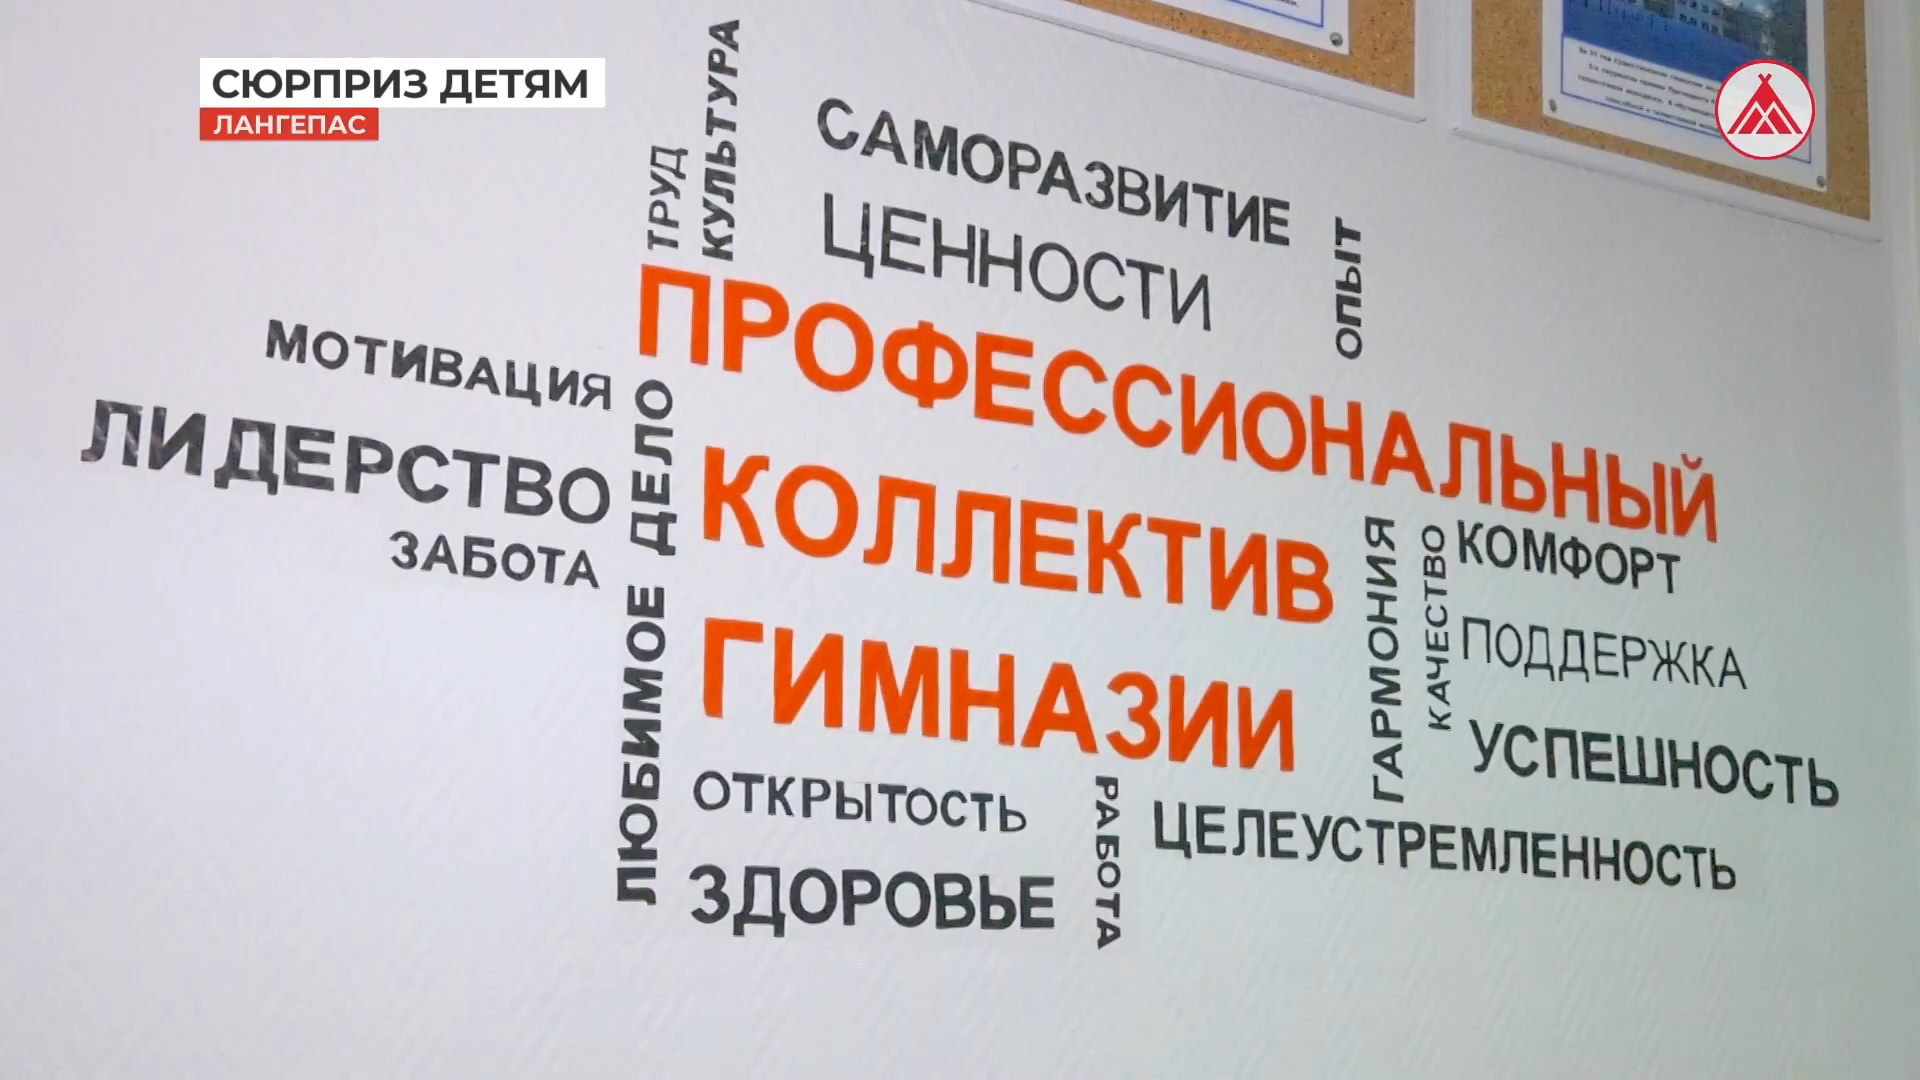 СЮРПРИЗ ДЕТЯМ
ЛАНГЕПАС
ТРУД
КУЛЬТУРА
САМОРАЗВИТИЕ
ЦЕННОСТИ
ОПЫТ
МОТИВАЦИЯ
ЛИДЕРСТВО
ЗАБОТА
ЛЮБИМОЕ ДЕЛО
ПРОФЕССИОНАЛЬНЫЙ
КОЛЛЕКТИВ
ГИМНАЗИИ
ГАРМОНИЯ
КАЧЕСТВО
КОМФОРТ
ПОДДЕРЖКА
УСПЕШНОСТЬ
ОТКРЫТОСТЬ
ЗДОРОВЬЕ
РАБОТА
ЦЕЛЕУСТРЕМЛЕННОСТЬ